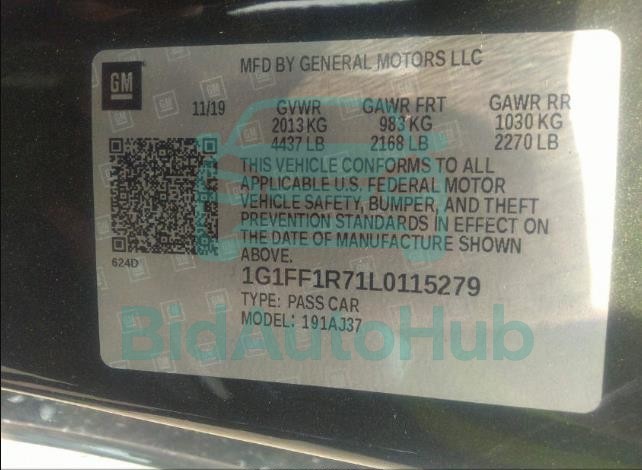 GM
MFD BY GENERAL MOTORS LLC
11/19 GVWR GAWR FRT GAWR RR
2013 KG 983 KG 1030 KG
4437 LB 2168 LB 2270 LB
THIS VEHICLE CONFORMS TO ALL
APPLICABLE U.S. FEDERAL MOTOR
VEHICLE SAFETY, BUMPER, AND THEFT
PREVENTION STANDARDS IN EFFECT ON
THE DATE OF MANUFACTURE SHOWN
ABOVE.
624D
1G1FF1R71L0115279
TYPE: PASS CAR
MODEL: 191AJ37
BidAutoHub